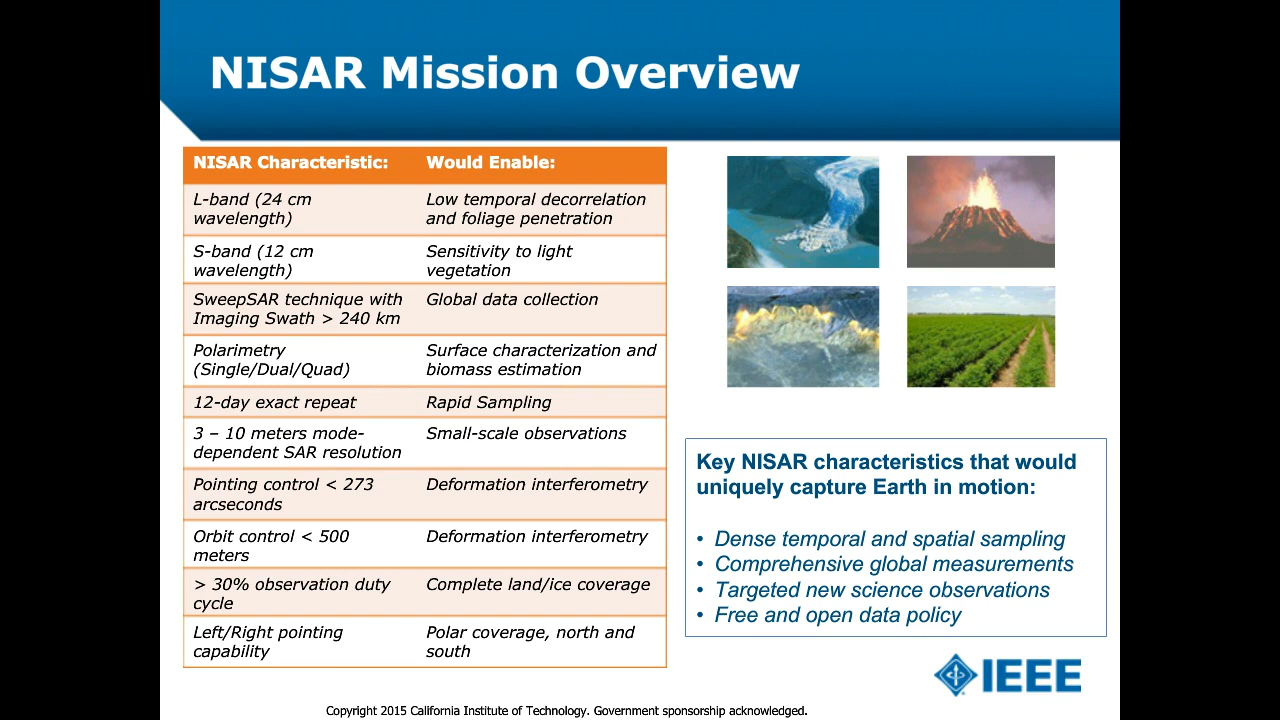 NISAR Mission Overview
NISAR Characteristic: Would Enable:
L-band (24 cm Low temporal decorrelation
wavelength) and foliage penetration
S-band (12 cm Sensitivity to light
wavelength) vegetation
SweepSAR technique with Global data collection
Imaging Swath > 240 km
Polarimetry Surface characterization and
(Single/Dual/Quad) biomass estimation
12-day exact repeat Rapid Sampling
3 – 10 meters mode- Small-scale observations
dependent SAR resolution
Pointing control < 273 Deformation interferometry
arcseconds
Orbit control < 500 Deformation interferometry
meters
> 30% observation duty Complete land/ice coverage
cycle
Left/Right pointing Polar coverage, north and
capability south
Key NISAR characteristics that would
uniquely capture Earth in motion:
• Dense temporal and spatial sampling
• Comprehensive global measurements
• Targeted new science observations
• Free and open data policy
IEEE
Copyright 2015 California Institute of Technology. Government sponsorship acknowledged.